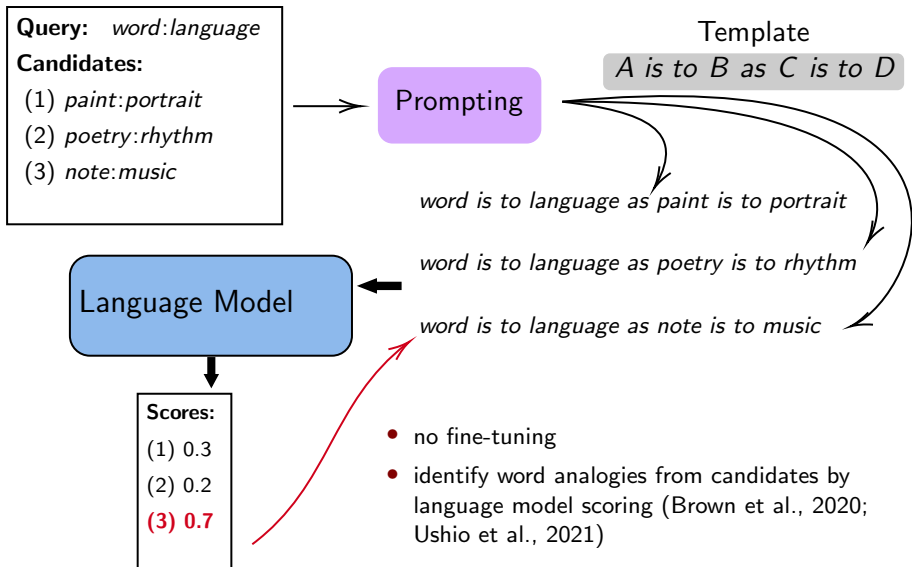 Query: word:language
Candidates:
(1) paint:portrait
(2) poetry:rhythm
(3) note:music
Prompting
Template
A is to B as C is to D
word is to language as paint is to portrait
word is to language as poetry is to rhythm
word is to language as note is to music
Language Model
Scores:
(1) 0.3
(2) 0.2
(3) 0.7
• no fine-tuning
• identify word analogies from candidates by
language model scoring (Brown et al., 2020;
Ushio et al., 2021)